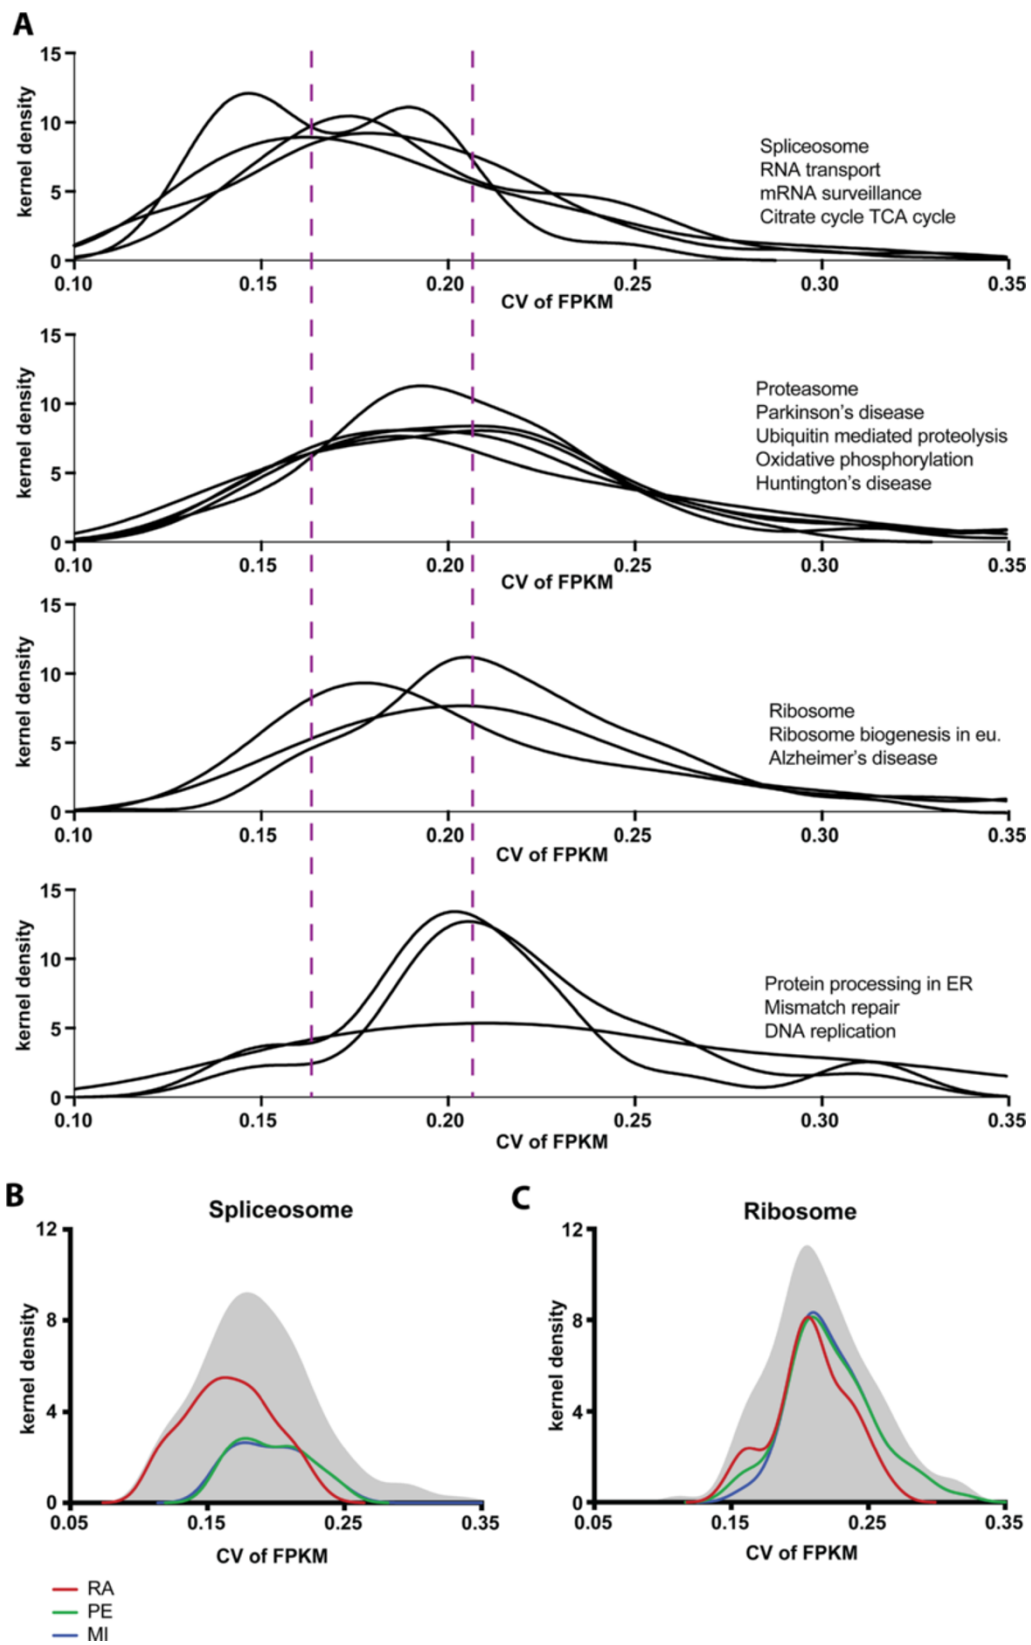 A
15
10
5
0
kernel density
0.10 0.15 0.20 0.25 0.30 0.35
CV of FPKM
Spliceosome
RNA transport
mRNA surveillance
Citrate cycle TCA cycle
15
10
5
0
kernel density
0.10 0.15 0.20 0.25 0.30 0.35
CV of FPKM
Proteasome
Parkinson's disease
Ubiquitin mediated proteolysis
Oxidative phosphorylation
Huntington's disease
15
10
5
0
kernel density
0.10 0.15 0.20 0.25 0.30 0.35
CV of FPKM
Ribosome
Ribosome biogenesis in eu.
Alzheimer's disease
15
10
5
0
kernel density
0.10 0.15 0.20 0.25 0.30 0.35
CV of FPKM
Protein processing in ER
Mismatch repair
DNA replication
B
Spliceosome
12
8
4
0
kernel density
0.05 0.15 0.25 0.35
CV of FPKM
RA
PE
MI
C
Ribosome
12
8
4
0
kernel density
0.05 0.15 0.25 0.35
CV of FPKM